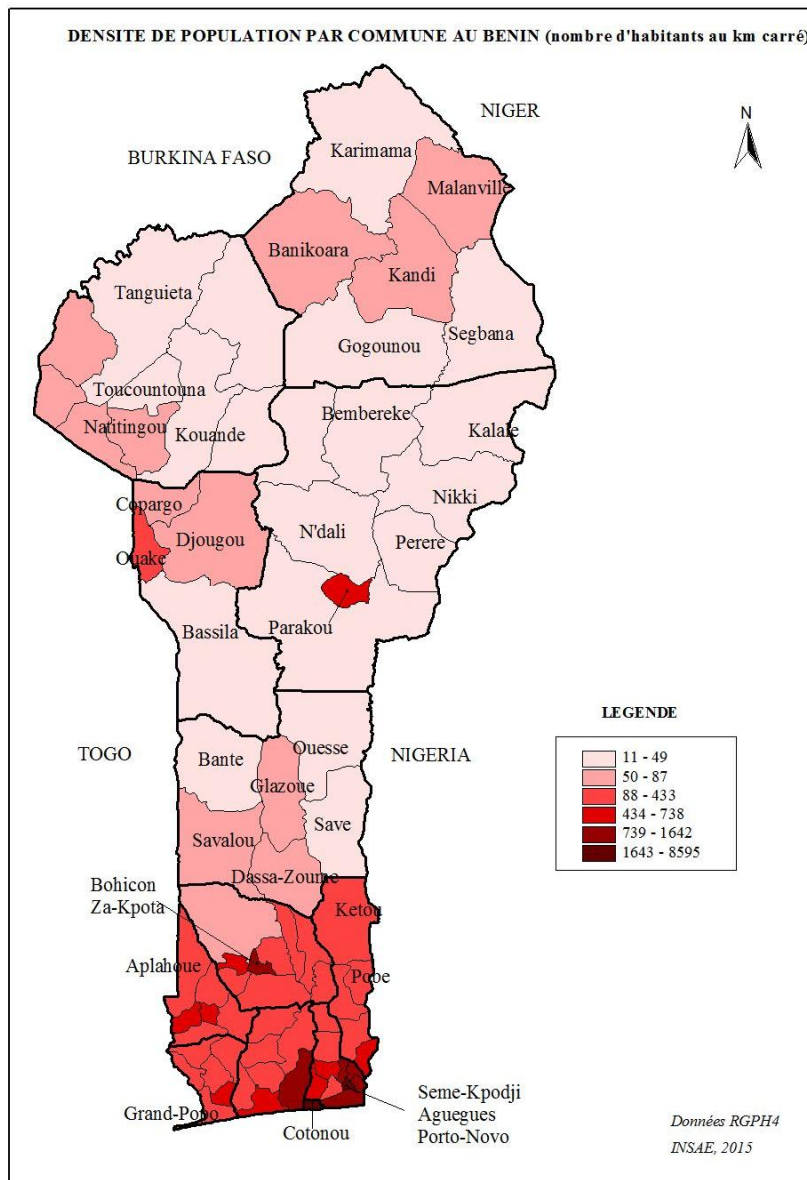 DENSITE DE POPULATION PAR COMMUNE AU BENIN (nombre d'habitants au km carré)
N
NIGER
BURKINA FASO
Karimama
Malanville
Banikoara
Kandi
Tanguieta
Segbana
Gogounou
Toucountouna
Bembereke
Kalale
Natitingou
Kouande
Nikki
Copargo
N'dali
Djougou
Perere
Ouake
Parakou
Bassila
LEGENDE
TOGO
Ouesse
NIGERIA
Bante
11 - 49
50 - 87
88 - 433
434 - 738
739 - 1642
1643 - 8595
Glazoue
Save
Savalou
Dassa-Zoume
Bohicon
Za-Kpota
Ketou
Aplahoue
Pobe
Seme-Kpodji
Aguegues
Porto-Novo
Grand-Popo
Cotonou
Données RGPH4
INSAE, 2015